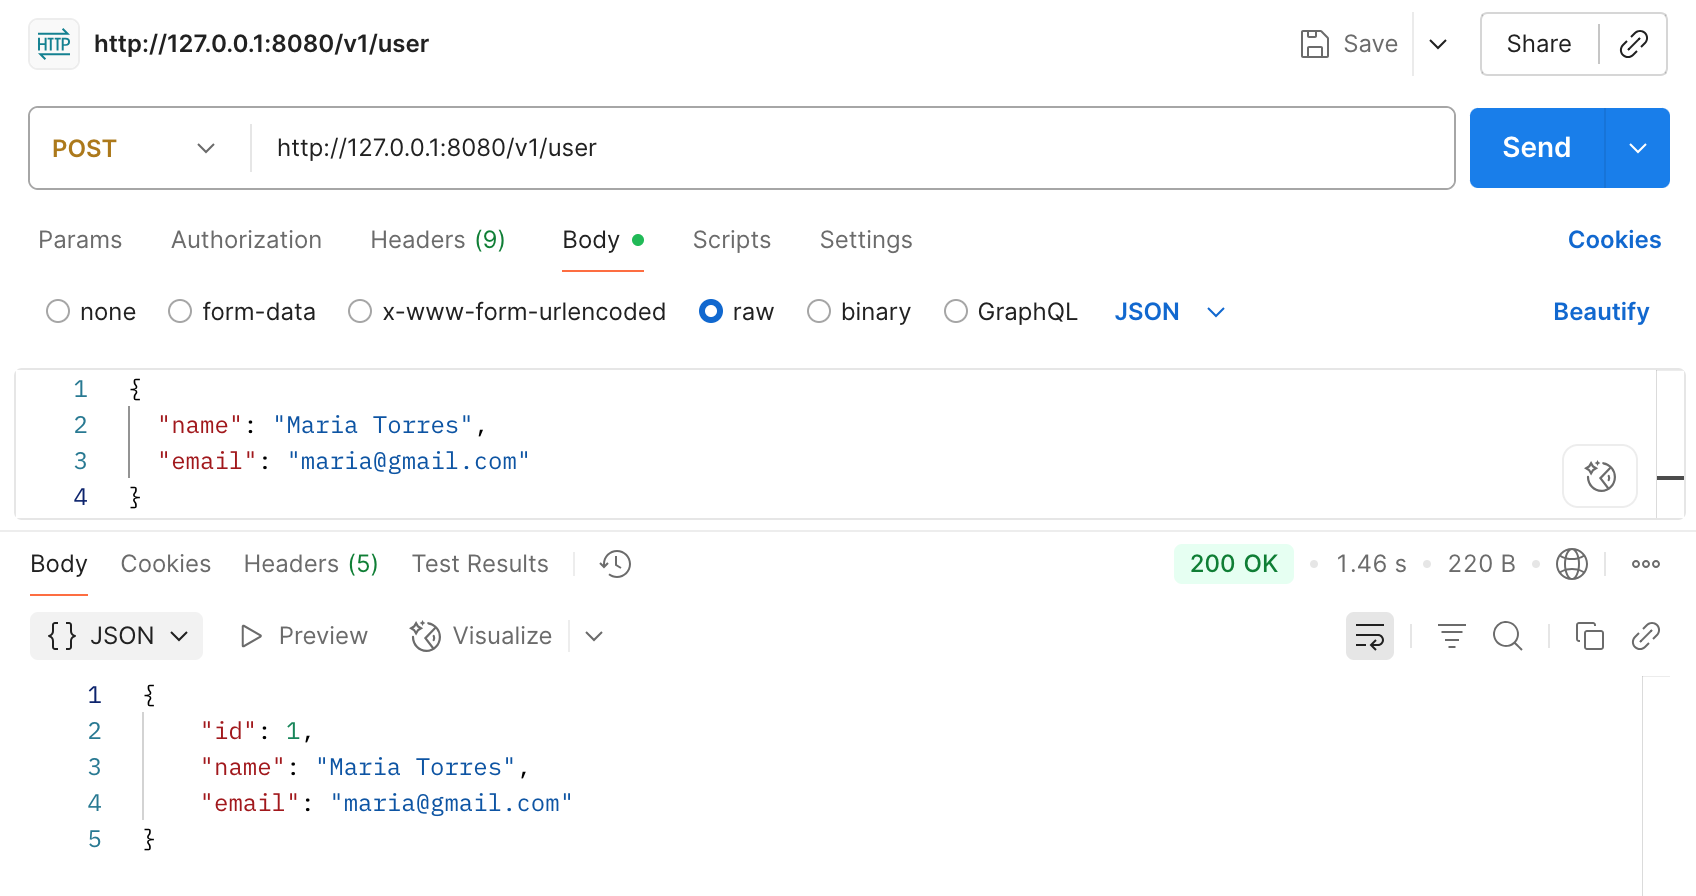 HTTP http://127.0.0.1:8080/v1/user Save Share
POST http://127.0.0.1:8080/v1/user Send
Params Authorization Headers (9) Body Scripts Settings Cookies
none form-data x-www-form-urlencoded raw binary GraphQL JSON Beautify
1 {
2 "name": "Maria Torres",
3 "email": "maria@gmail.com"
4 }
Body Cookies Headers (5) Test Results 200 OK • 1.46 s • 220 B •
{} JSON Preview Visualize
1 {
2 "id": 1,
3 "name": "Maria Torres",
4 "email": "maria@gmail.com"
5 }